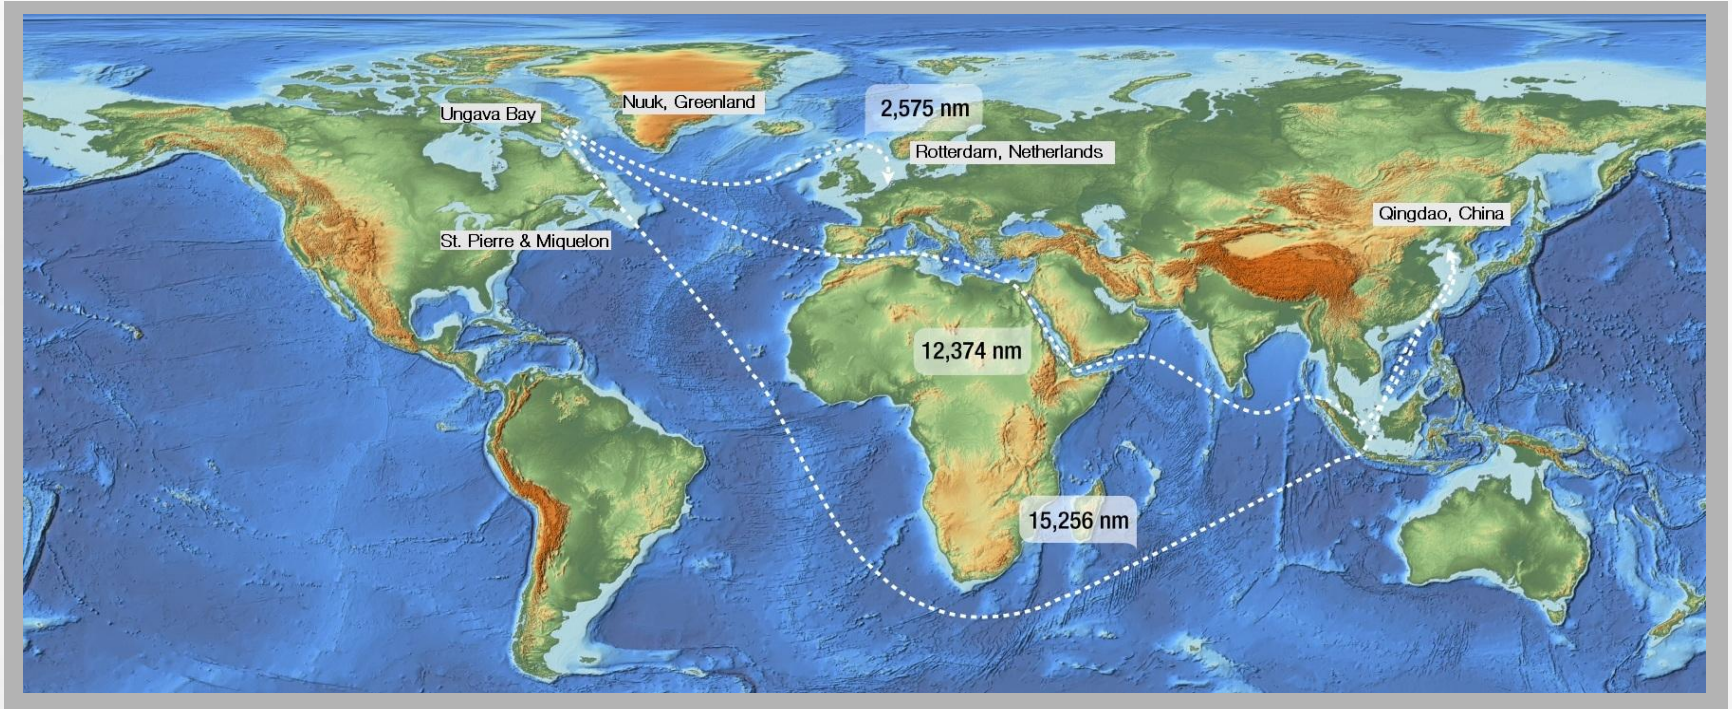 Ungava Bay
Nuuk, Greenland
2,575 nm
Rotterdam, Netherlands
Qingdao, China
St. Pierre & Miquelon
12,374 nm
15,256 nm